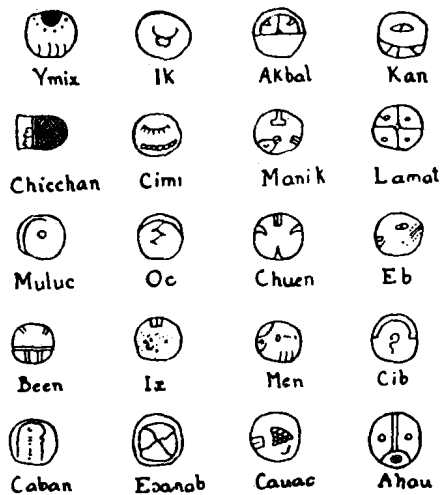 Ymix Ik Akbal Kan
Chicchan Cimi Manik Lamat
Muluc Oc Chuen Eb
Been Ix Men Cib
Caban Ezanab Cauac Ahau